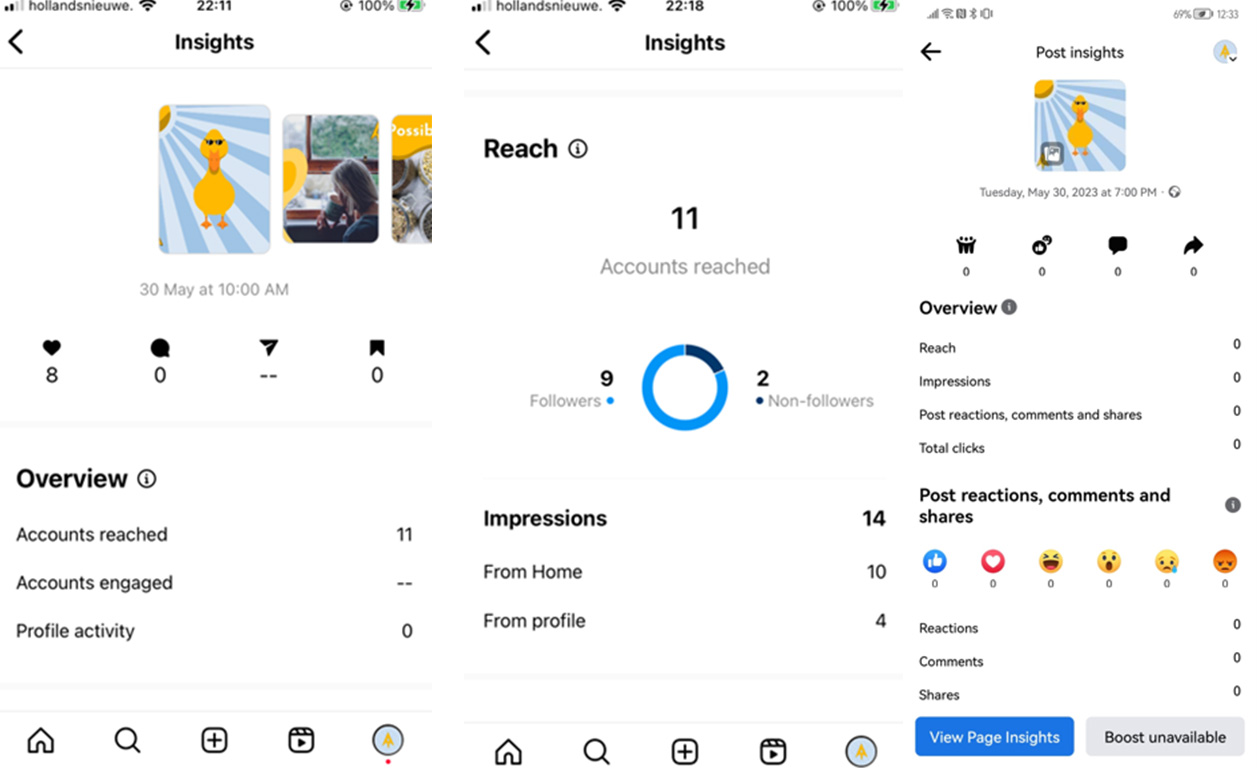 hollandsnieuwe.
22:11
100%
Insights
Possib
30 May at 10:00 AM
8
0
--
0
Overview
Accounts reached
11
Accounts engaged
--
Profile activity
0
hollandsnieuwe.
22:18
100%
Insights
Reach
11
Accounts reached
9
Followers
2
Non-followers
Impressions
14
From Home
10
From profile
4
69%
12:33
Post insights
Tuesday, May 30, 2023 at 7:00 PM ·
0
0
0
0
Overview
Reach
0
Impressions
0
Post reactions, comments and shares
0
Total clicks
0
Post reactions, comments and
shares
0
0
0
0
0
0
Reactions
0
Comments
0
Shares
0
View Page Insights
Boost unavailable